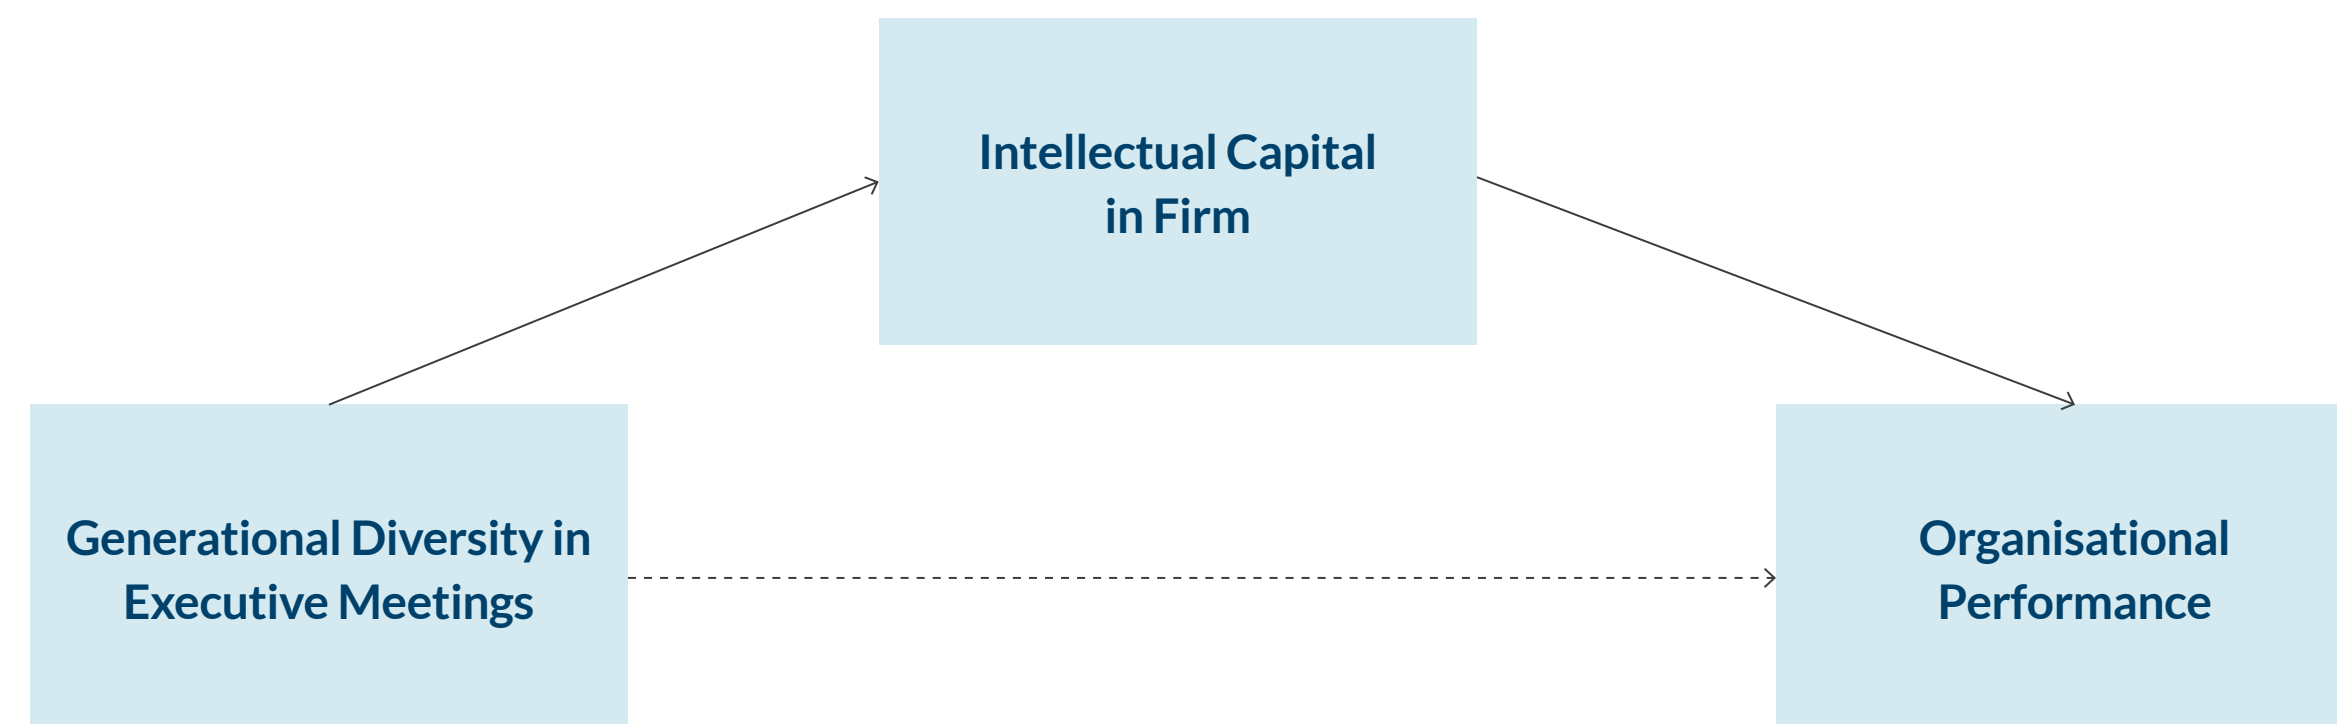 Intellectual Capital
in Firm
Generational Diversity in
Executive Meetings
Organisational
Performance